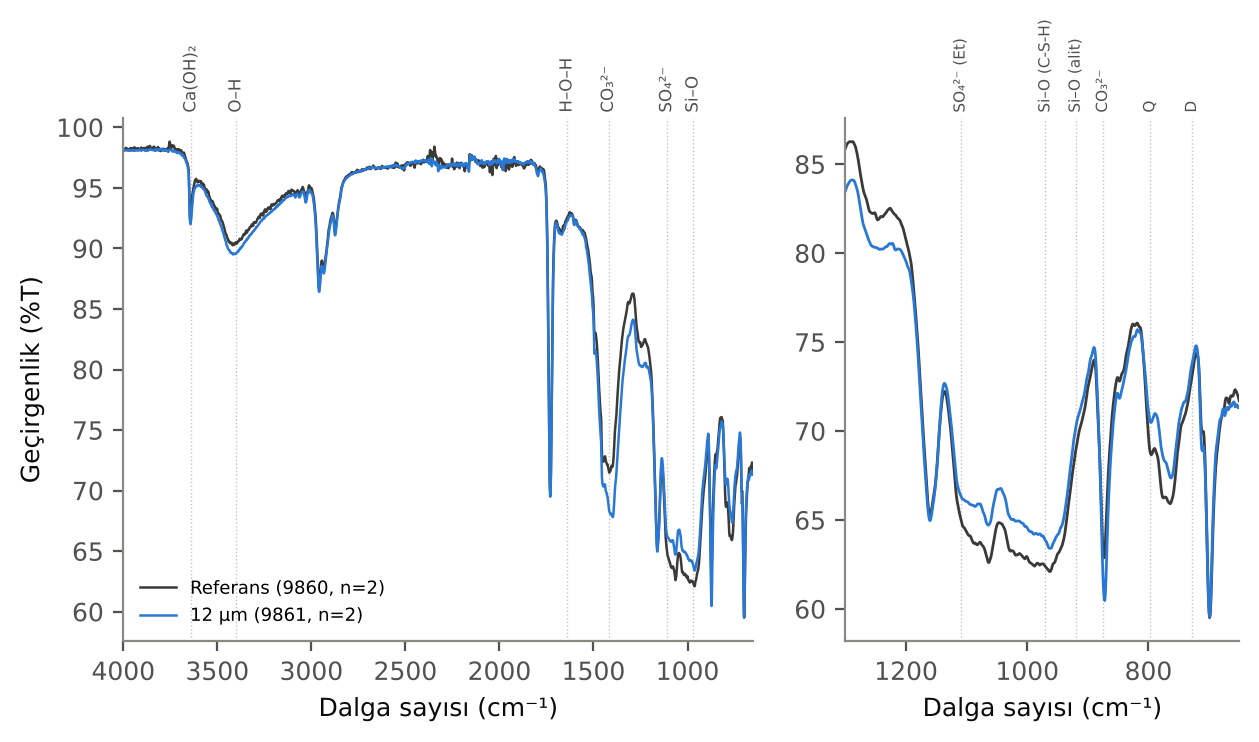 Ca(OH)₂
O–H
H–O–H
CO₃²⁻
SO₄²⁻
Si–O
SO₄²⁻ (Et)
Si–O (C-S-H)
Si–O (alit)
CO₃²⁻
Q
D
100
95
90
85
80
75
70
65
60
Geçirgenlik (%T)
Referans (9860, n=2)
12 µm (9861, n=2)
4000 3500 3000 2500 2000 1500 1000
Dalga sayısı (cm⁻¹)
85
80
75
70
65
60
1200 1000 800
Dalga sayısı (cm⁻¹)